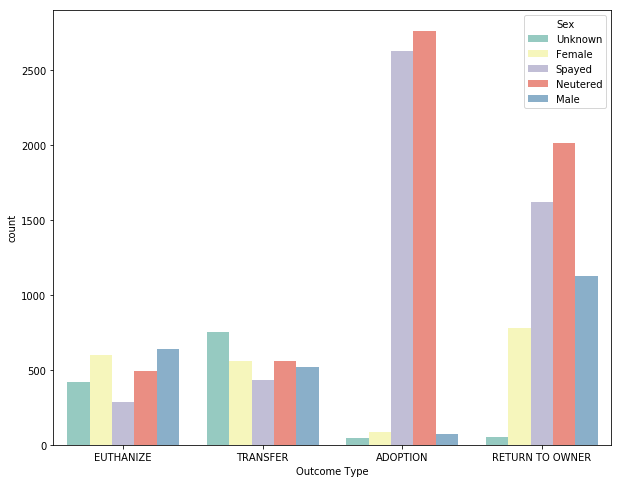 Sex
Unknown
Female
Spayed
Neutered
Male
count
2500
2000
1500
1000
500
0
EUTHANIZE TRANSFER ADOPTION RETURN TO OWNER
Outcome Type